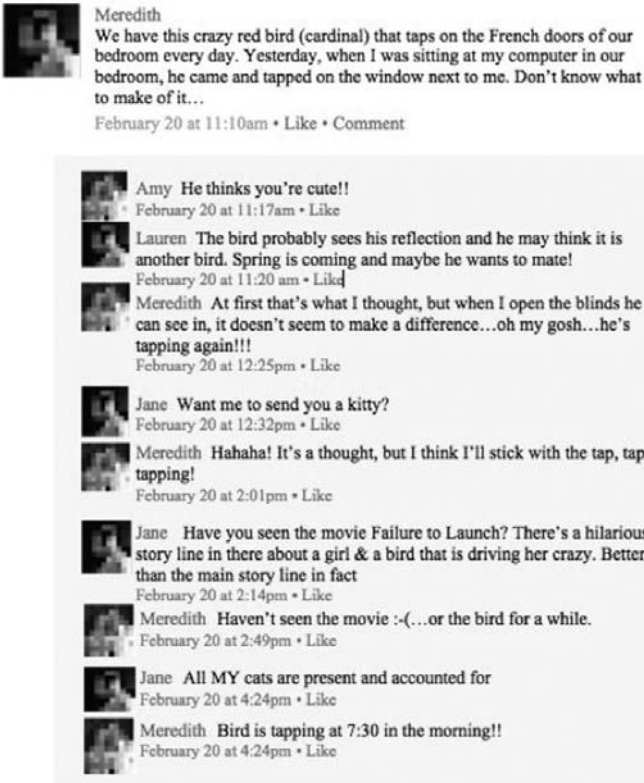 Meredith
We have this crazy red bird (cardinal) that taps on the French doors of our
bedroom every day. Yesterday, when I was sitting at my computer in our
bedroom, he came and tapped on the window next to me. Don't know what
to make of it...
February 20 at 11:10am • Like • Comment
Amy He thinks you're cute!!
February 20 at 11:17am • Like
Lauren The bird probably sees his reflection and he may think it is
another bird. Spring is coming and maybe he wants to mate!
February 20 at 11:20 am • Like
Meredith At first that's what I thought, but when I open the blinds he
can see in, it doesn't seem to make a difference...oh my gosh...he's
tapping again!!!
February 20 at 12:25pm • Like
Jane Want me to send you a kitty?
February 20 at 12:32pm • Like
Meredith Hahaha! It's a thought, but I think I'll stick with the tap, tap
tapping!
February 20 at 2:01pm • Like
Jane Have you seen the movie Failure to Launch? There's a hilarious
story line in there about a girl & a bird that is driving her crazy. Better
than the main story line in fact
February 20 at 2:14pm • Like
Meredith Haven't seen the movie :-(...or the bird for a while.
February 20 at 2:49pm • Like
Jane All MY cats are present and accounted for
February 20 at 4:24pm • Like
Meredith Bird is tapping at 7:30 in the morning!!
February 20 at 4:24pm • Like